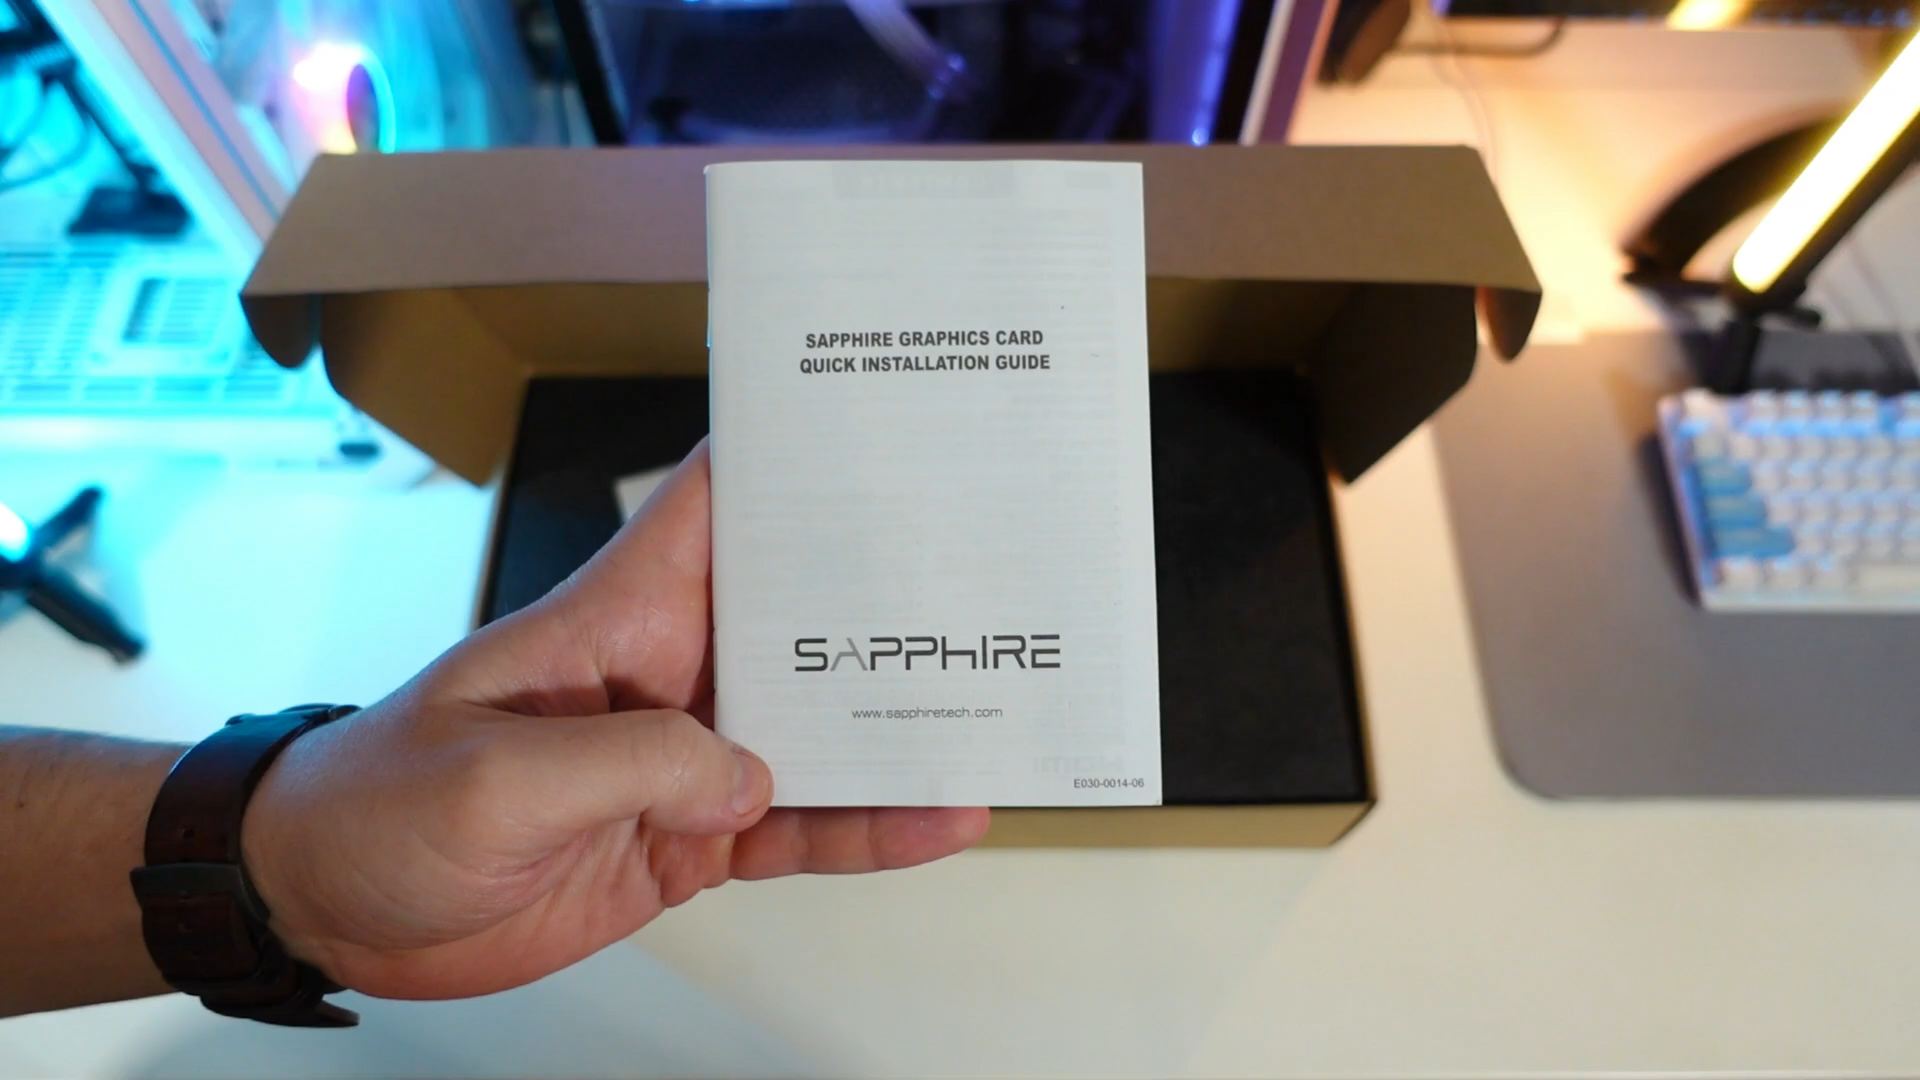 SAPPHIRE GRAPHICS CARD
QUICK INSTALLATION GUIDE
SAPPHIRE
www.sapphiretech.com
E030-0014-06